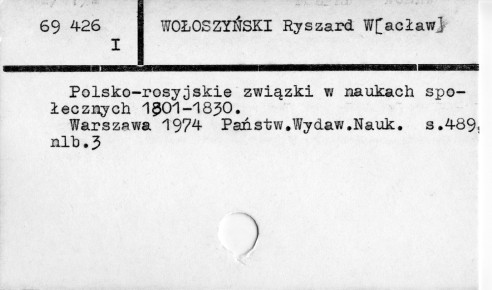 69 426
I
WOŁOSZYŃSKI Ryszard W[acław]
Polsko-rosyjskie związki w naukach spo-
łecznych 1801-1830.
Warszawa 1974 Państw.Wydaw.Nauk. s.489,
nlb.3